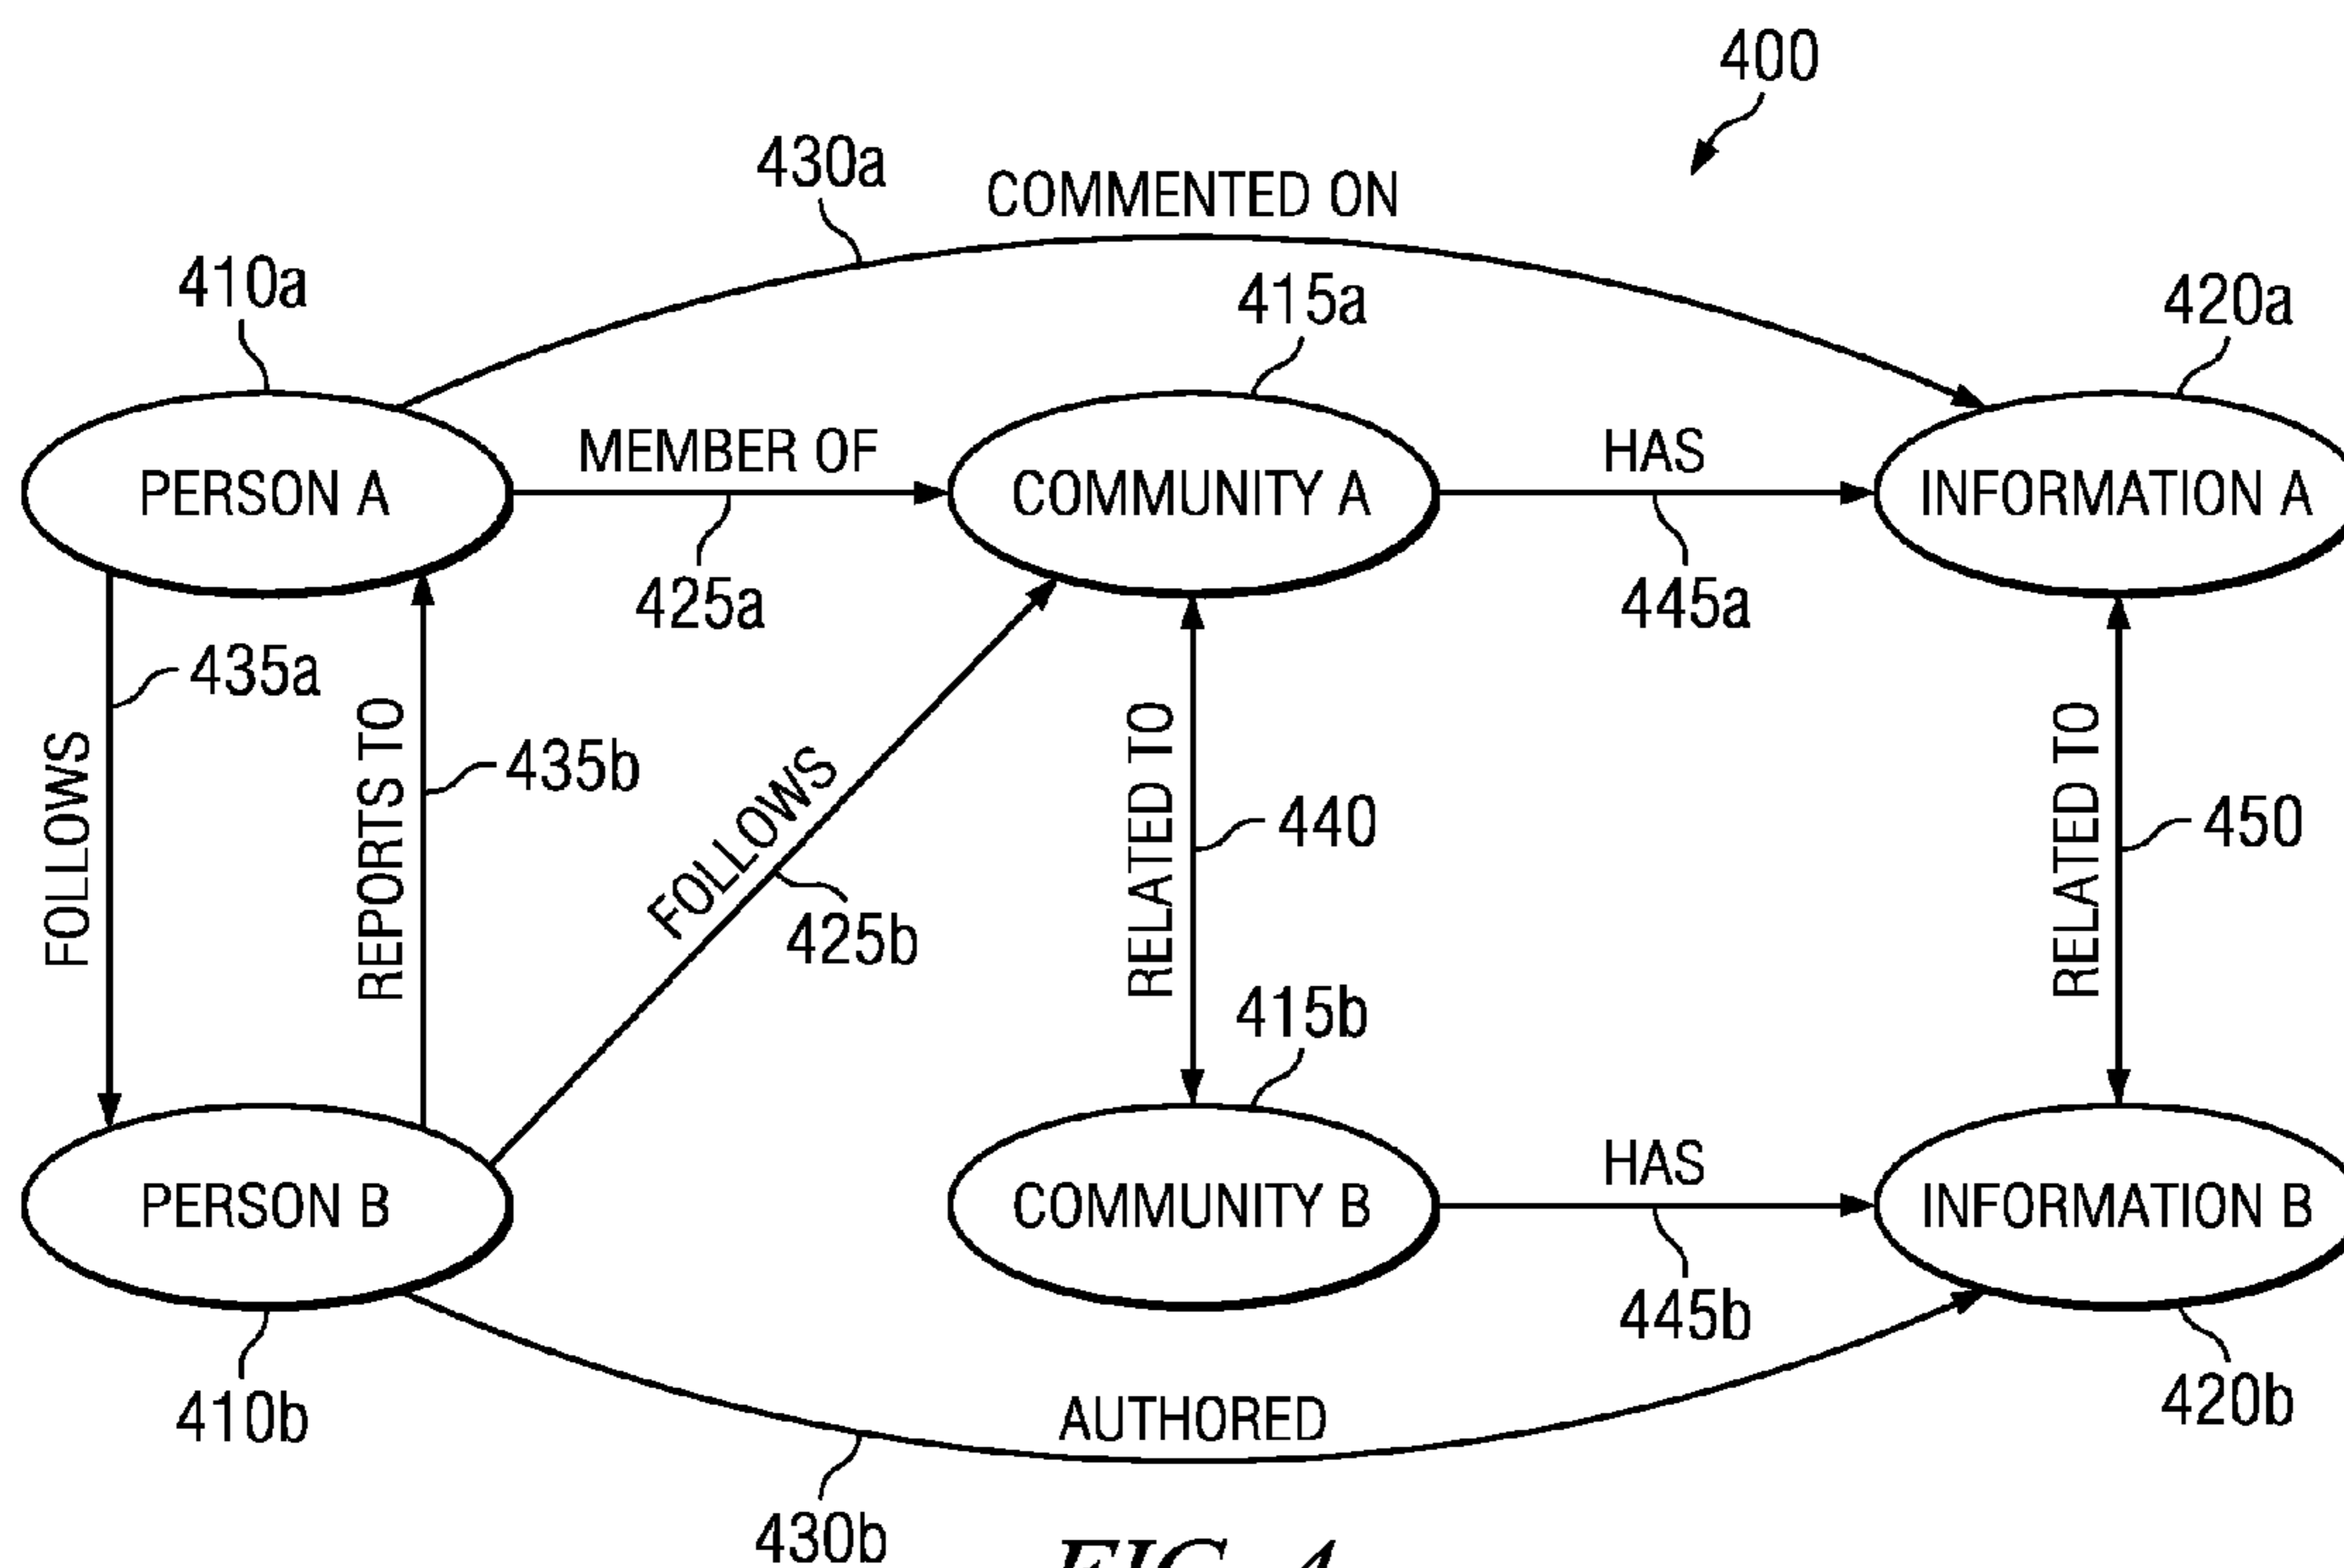 400
430a
COMMENTED ON
410a
415a
420a
PERSON A
MEMBER OF
COMMUNITY A
HAS
INFORMATION A
425a
445a
435a
FOLLOWS
REPORTS TO
435b
FOLLOWS
425b
RELATED TO
440
RELATED TO
450
415b
PERSON B
COMMUNITY B
HAS
INFORMATION B
445b
410b
AUTHORED
420b
430b
FIG. 4